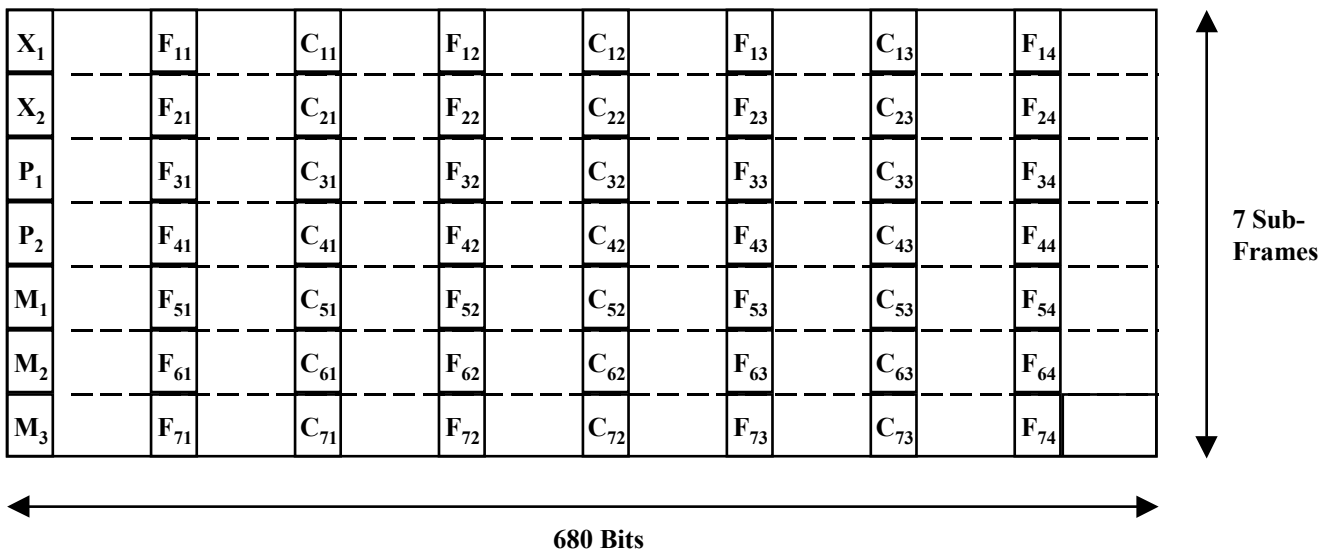 X₁ F₁₁ C₁₁ F₁₂ C₁₂ F₁₃ C₁₃ F₁₄
X₂ F₂₁ C₂₁ F₂₂ C₂₂ F₂₃ C₂₃ F₂₄
P₁ F₃₁ C₃₁ F₃₂ C₃₂ F₃₃ C₃₃ F₃₄
P₂ F₄₁ C₄₁ F₄₂ C₄₂ F₄₃ C₄₃ F₄₄
M₁ F₅₁ C₅₁ F₅₂ C₅₂ F₅₃ C₅₃ F₅₄
M₂ F₆₁ C₆₁ F₆₂ C₆₂ F₆₃ C₆₃ F₆₄
M₃ F₇₁ C₇₁ F₇₂ C₇₂ F₇₃ C₇₃ F₇₄
7 Sub-
Frames
680 Bits